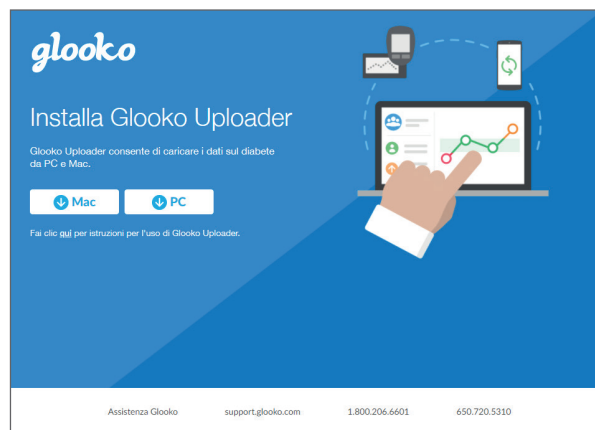 glooko
Installa Glooko Uploader
Glooko Uploader consente di caricare i dati sul diabete
da PC e Mac.
Mac PC
Fai clic qui per istruzioni per l'uso di Glooko Uploader.
Assistenza Glooko support.glooko.com 1.800.206.6601 650.720.5310